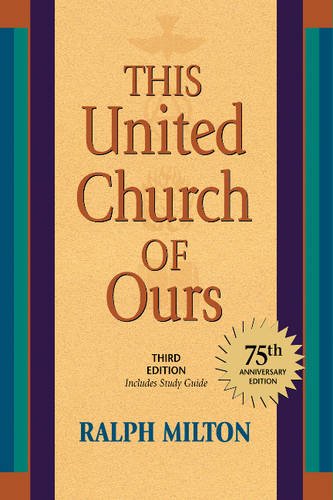 THIS
United
Church
OF
Ours
THIRD
EDITION
Includes Study Guide
75th
ANNIVERSARY
EDITION
RALPH MILTON